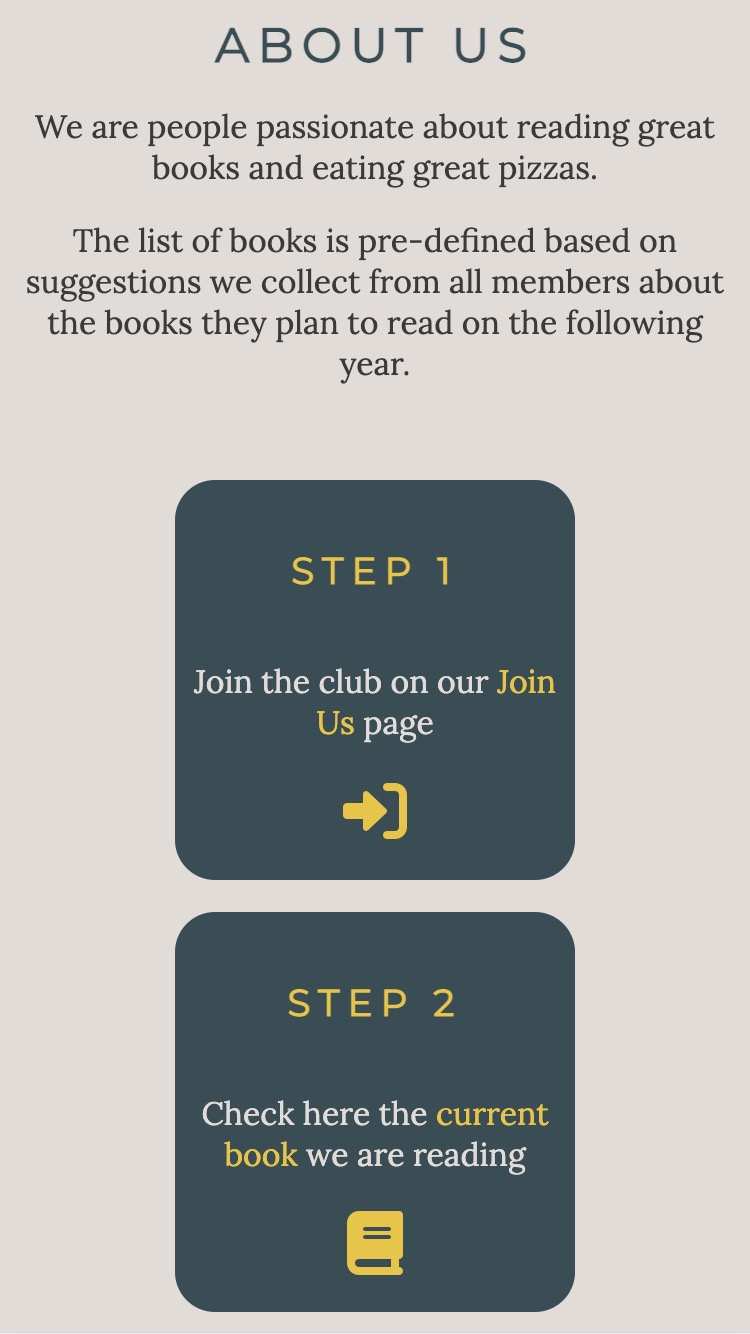 ABOUT US
We are people passionate about reading great
books and eating great pizzas.
The list of books is pre-defined based on
suggestions we collect from all members about
the books they plan to read on the following
year.
STEP 1
Join the club on our Join
Us page
STEP 2
Check here the current
book we are reading